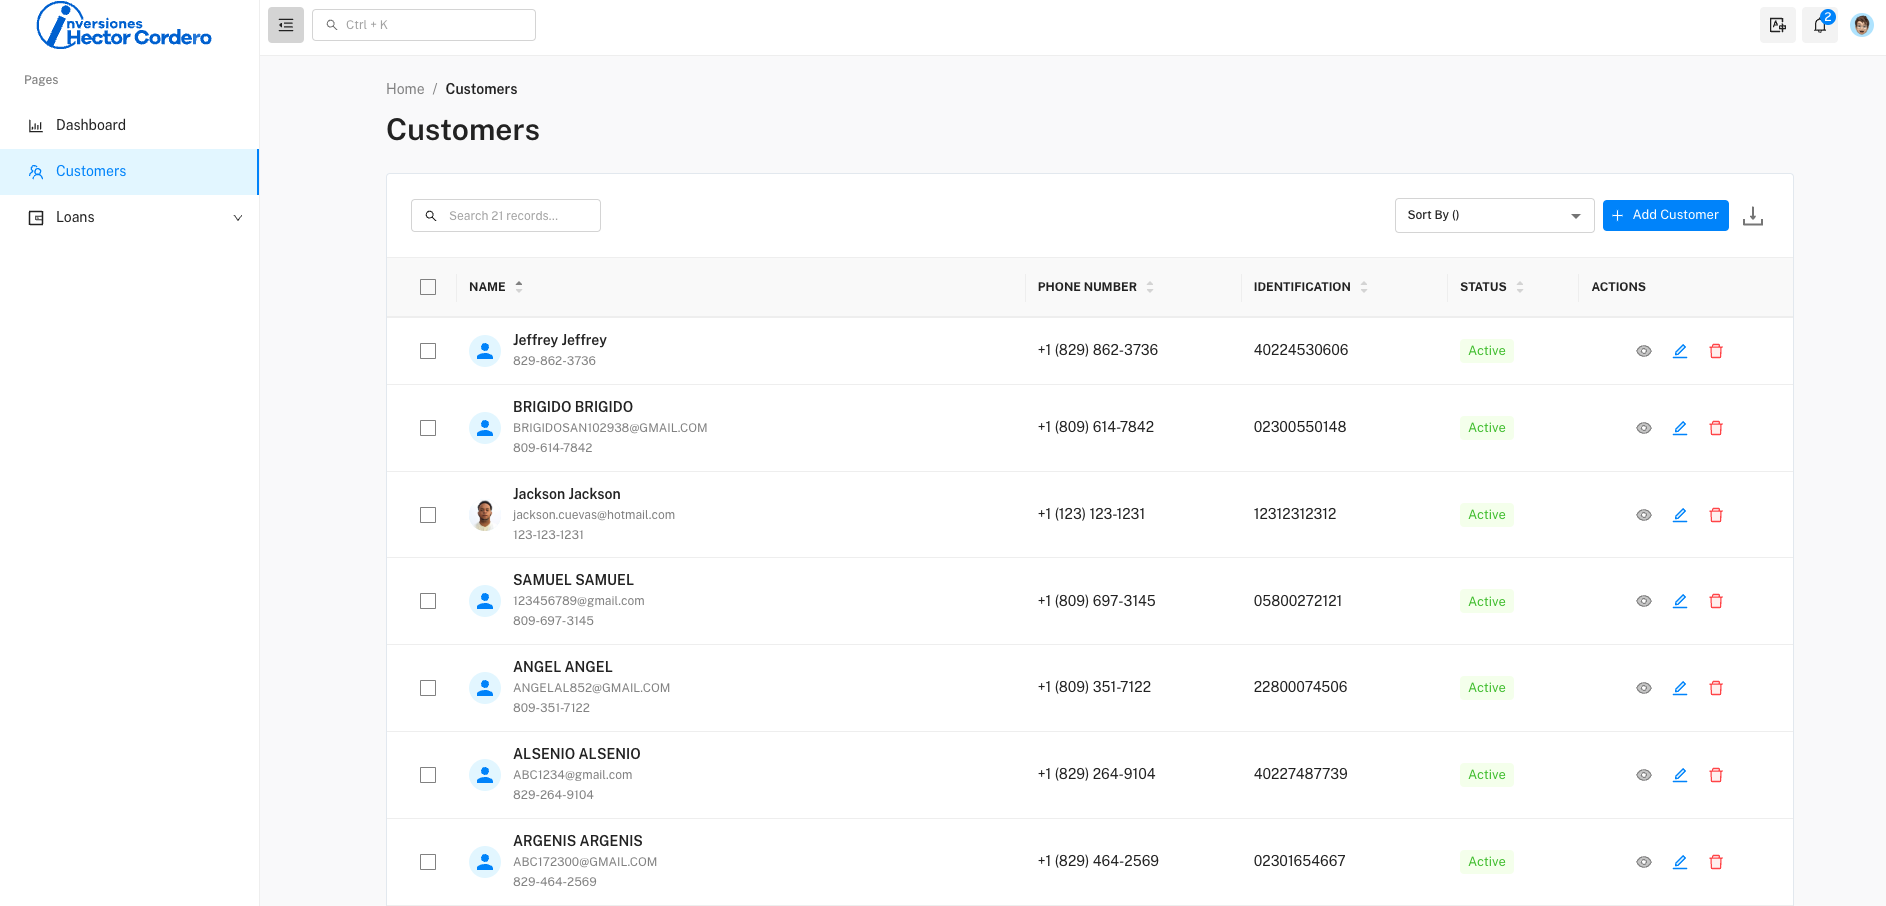 inversiones
Hector Cordero
Ctrl + K
2
Pages
Dashboard
Customers
Loans
Home / Customers
Customers
Search 21 records...
Sort By ()
Add Customer
NAME PHONE NUMBER IDENTIFICATION STATUS ACTIONS
Jeffrey Jeffrey
829-862-3736
+1 (829) 862-3736 40224530606 Active
BRIGIDO BRIGIDO
BRIGIDOSAN102938@GMAIL.COM
809-614-7842
+1 (809) 614-7842 02300550148 Active
Jackson Jackson
jackson.cuevas@hotmail.com
123-123-1231
+1 (123) 123-1231 12312312312 Active
SAMUEL SAMUEL
123456789@gmail.com
809-697-3145
+1 (809) 697-3145 05800272121 Active
ANGEL ANGEL
ANGELAL852@GMAIL.COM
809-351-7122
+1 (809) 351-7122 22800074506 Active
ALSENIO ALSENIO
ABC1234@gmail.com
829-264-9104
+1 (829) 264-9104 40227487739 Active
ARGENIS ARGENIS
ABC172300@GMAIL.COM
829-464-2569
+1 (829) 464-2569 02301654667 Active